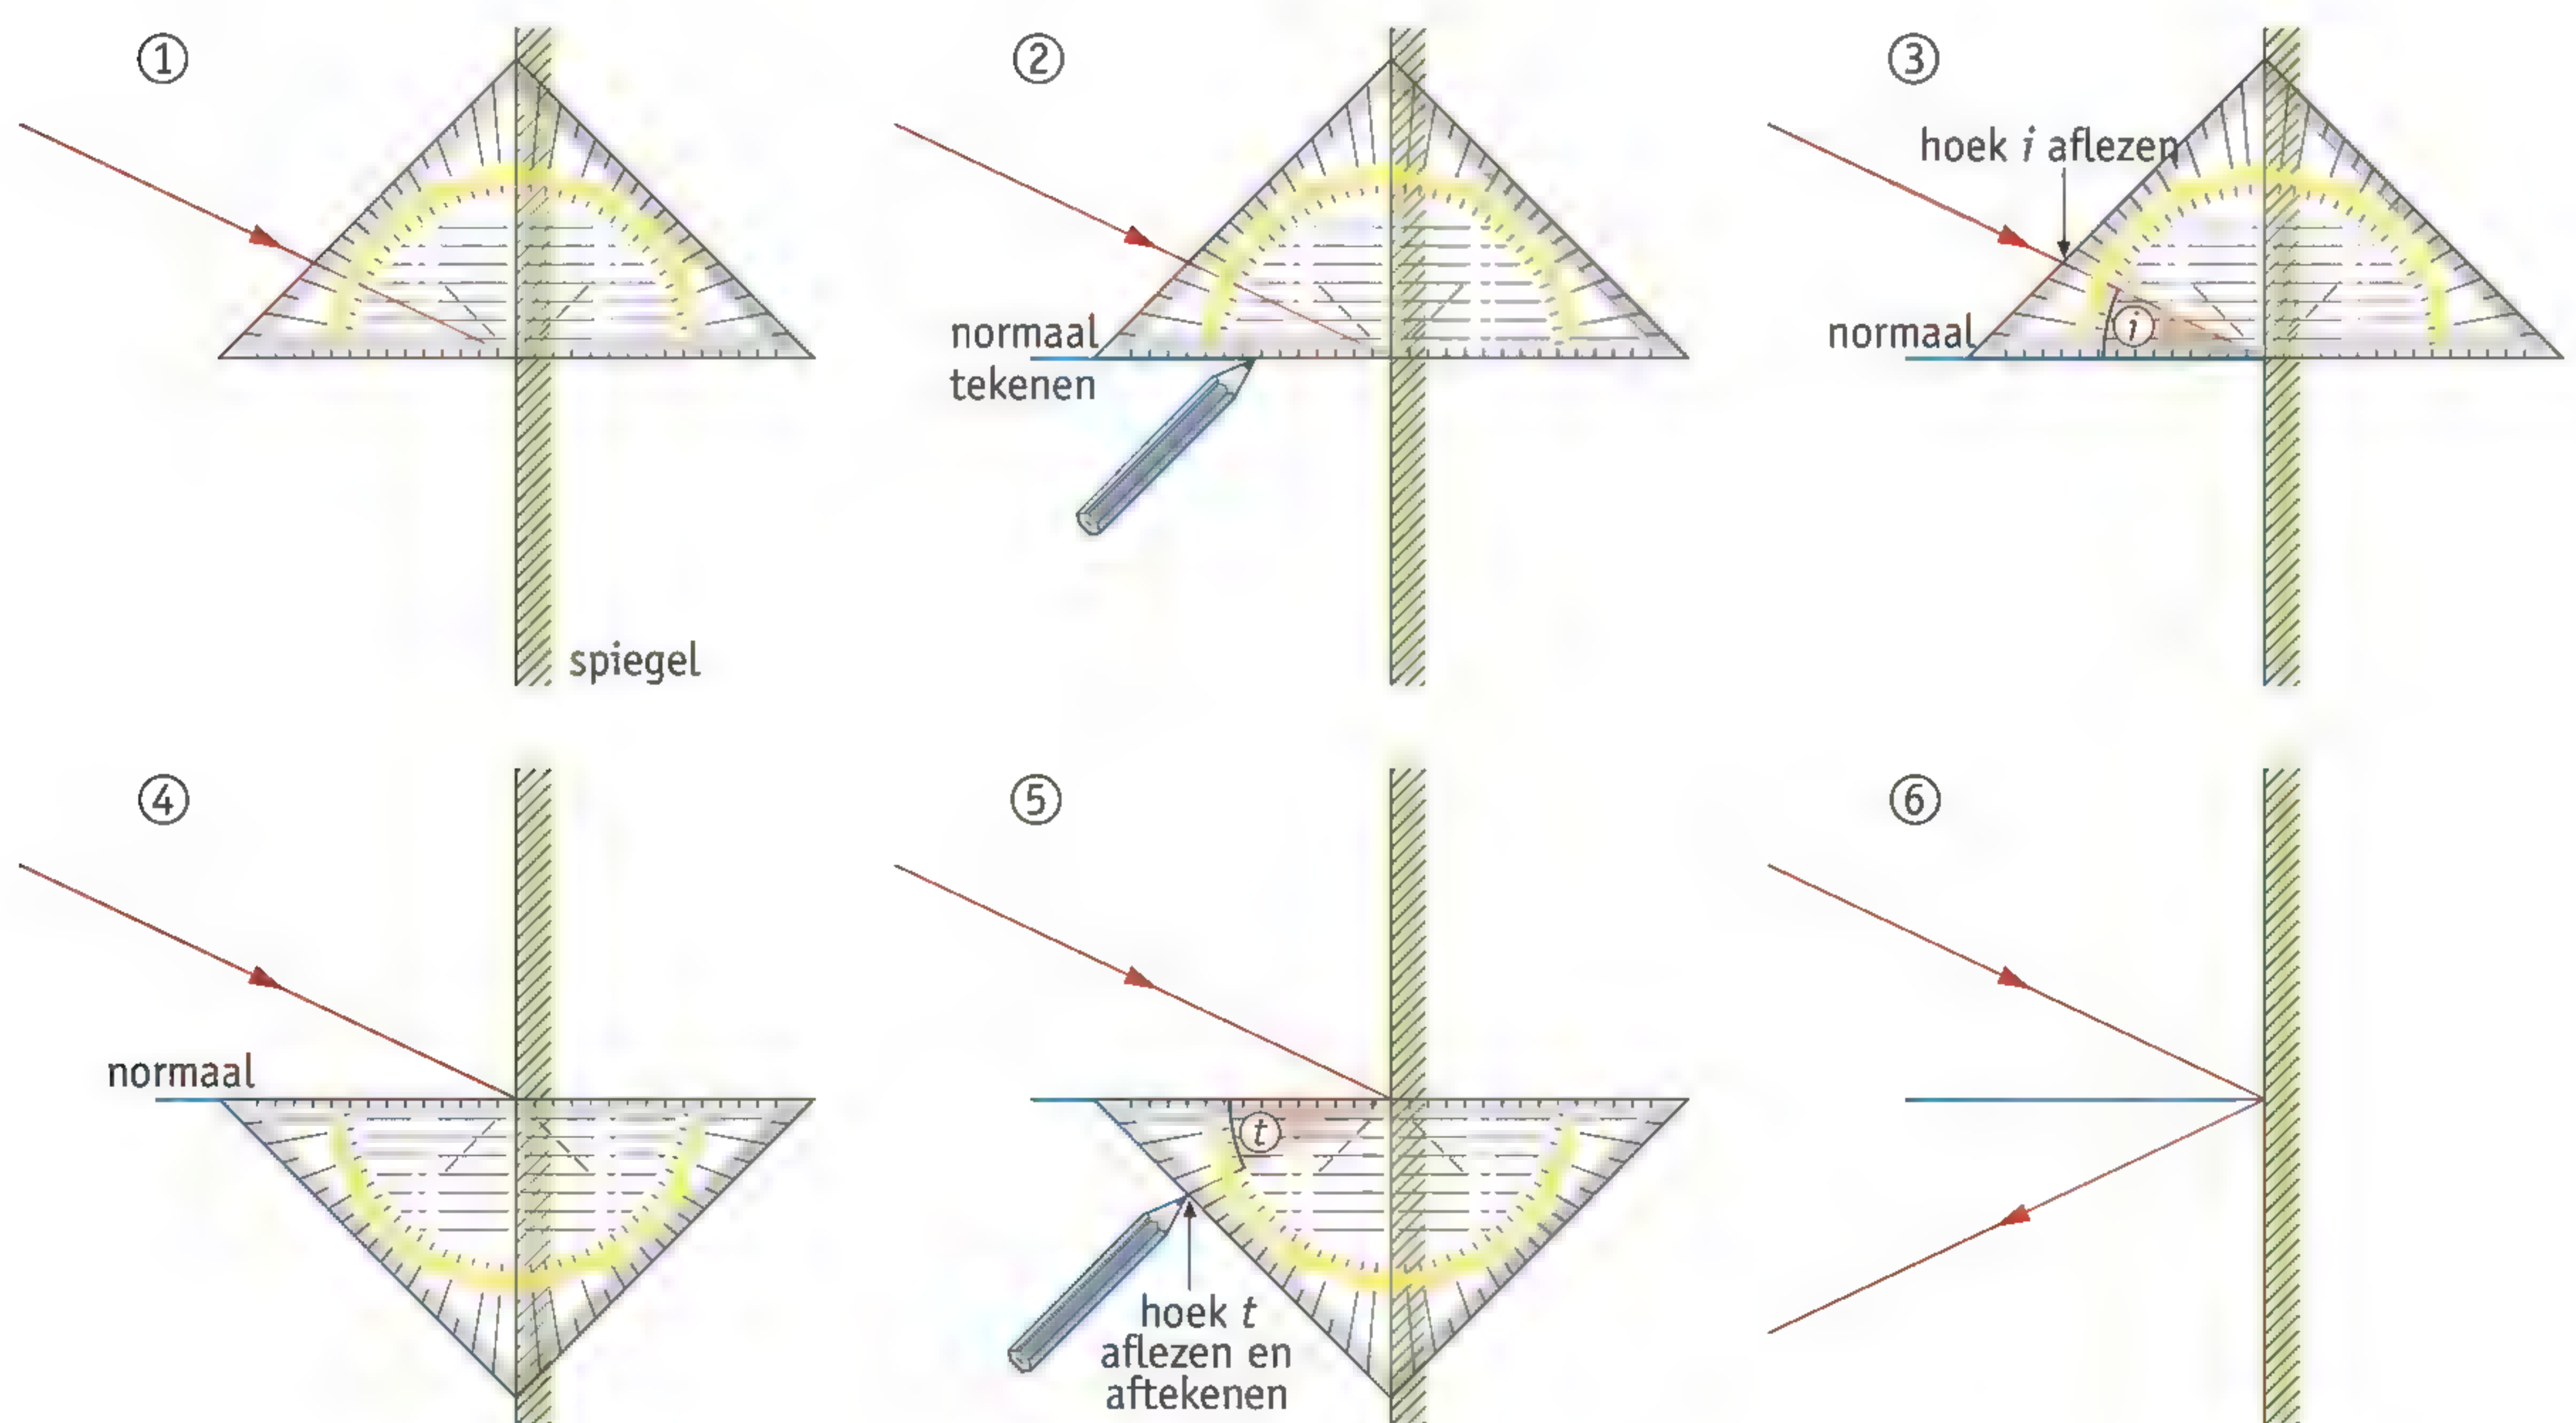 ①
②
③
hoek i aflezen
normaal
tekenen
normaal
i
spiegel
④
⑤
⑥
normaal
t
hoek t
aflezen en
aftekenen